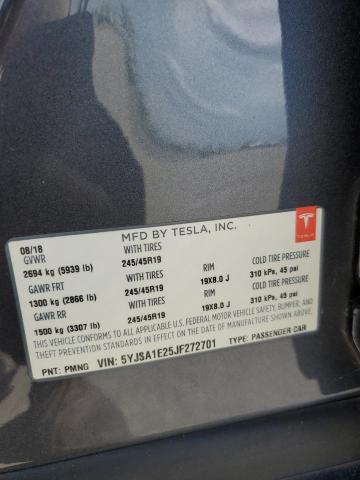 MFD BY TESLA, INC.
TESLA
08/18
GVWR WITH TIRES
2694 kg (5939 lb) 245/45R19
GAWR FRT WITH TIRES RIM COLD TIRE PRESSURE
1300 kg (2866 lb) 245/45R19 19X8.0 J 310 kPa, 45 psi
GAWR RR WITH TIRES RIM COLD TIRE PRESSURE
1500 kg (3307 lb) 245/45R19 19X8.0 J 310 kPa, 45 psi
THIS VEHICLE CONFORMS TO ALL APPLICABLE U.S. FEDERAL MOTOR VEHICLE SAFETY, BUMPER, AND
THEFT PREVENTION STANDARDS IN EFFECT ON THE DATE OF MANUFACTURE SHOWN ABOVE.
PNT: PMNG VIN: 5YJSA1E25JF272701 TYPE: PASSENGER CAR